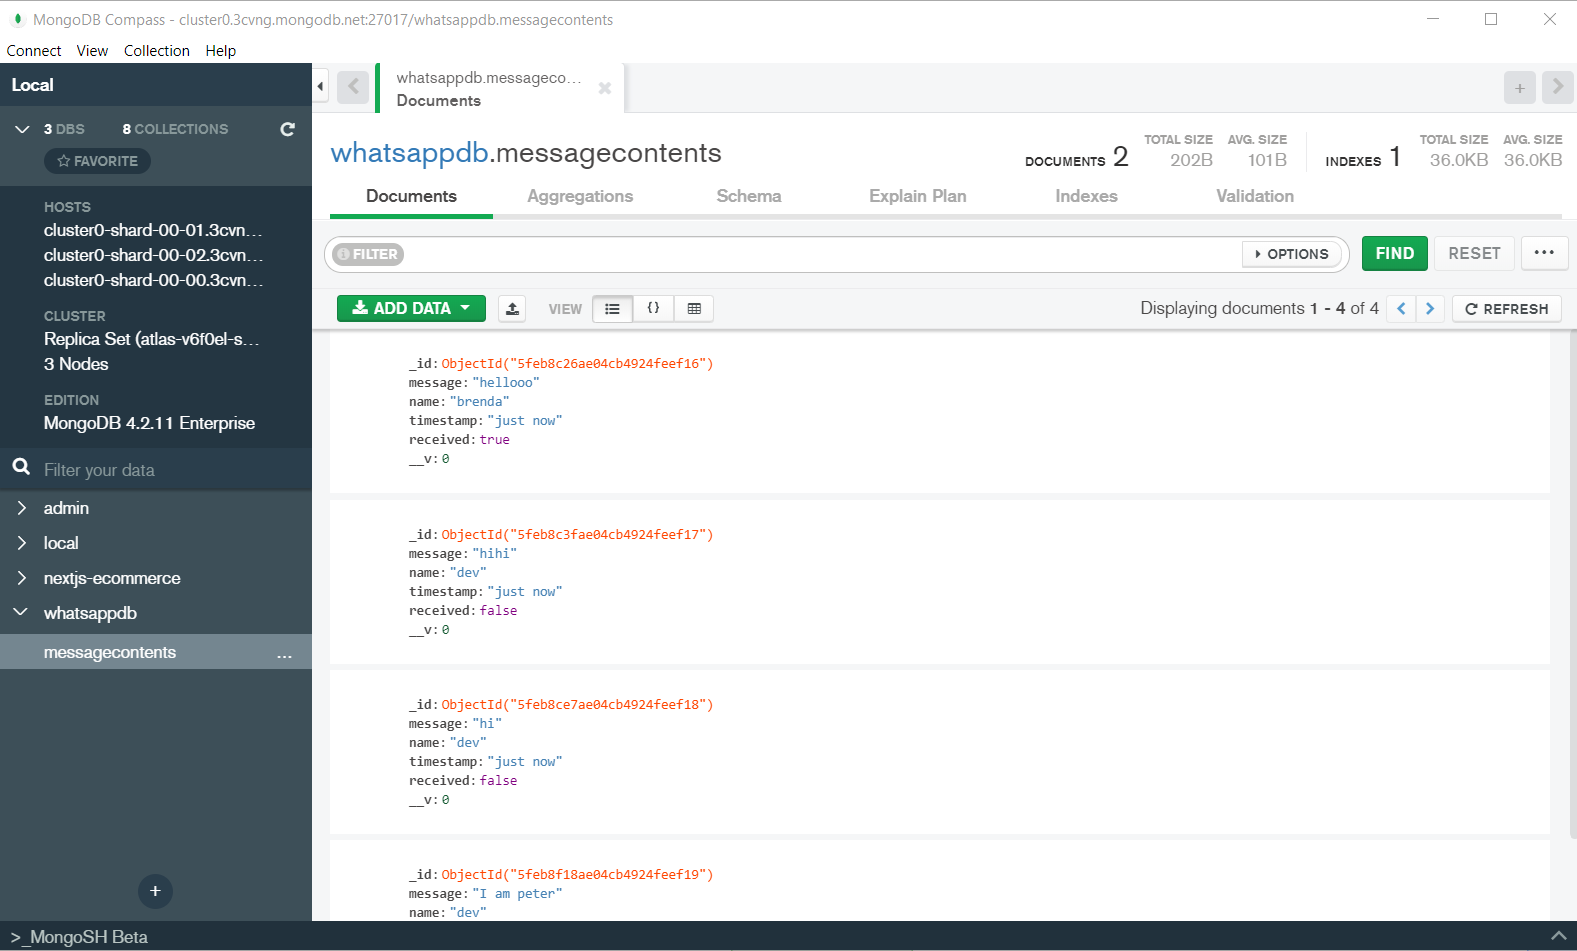 MongoDB Compass - cluster0.3cvng.mongodb.net:27017/whatsappdb.messagecontents
Connect View Collection Help
Local
3 DBS 8 COLLECTIONS
FAVORITE
HOSTS
cluster0-shard-00-01.3cvn...
cluster0-shard-00-02.3cvn...
cluster0-shard-00-00.3cvn...
CLUSTER
Replica Set (atlas-v6f0el-s...
3 Nodes
EDITION
MongoDB 4.2.11 Enterprise
Filter your data
admin
local
nextjs-ecommerce
whatsappdb
messagecontents ...
+
>_MongoSH Beta
whatsappdb.messageco...
Documents
+
whatsappdb.messagecontents
DOCUMENTS 2 TOTAL SIZE 202B AVG. SIZE 101B
INDEXES 1 TOTAL SIZE 36.0KB AVG. SIZE 36.0KB
Documents Aggregations Schema Explain Plan Indexes Validation
FILTER OPTIONS FIND RESET ...
ADD DATA VIEW {} Displaying documents 1 - 4 of 4 REFRESH
_id: ObjectId("5feb8c26ae04cb4924feef16")
message: "hellooo"
name: "brenda"
timestamp: "just now"
received: true
__v: 0
_id: ObjectId("5feb8c3fae04cb4924feef17")
message: "hihi"
name: "dev"
timestamp: "just now"
received: false
__v: 0
_id: ObjectId("5feb8ce7ae04cb4924feef18")
message: "hi"
name: "dev"
timestamp: "just now"
received: false
__v: 0
_id: ObjectId("5feb8f18ae04cb4924feef19")
message: "I am peter"
name: "dev"